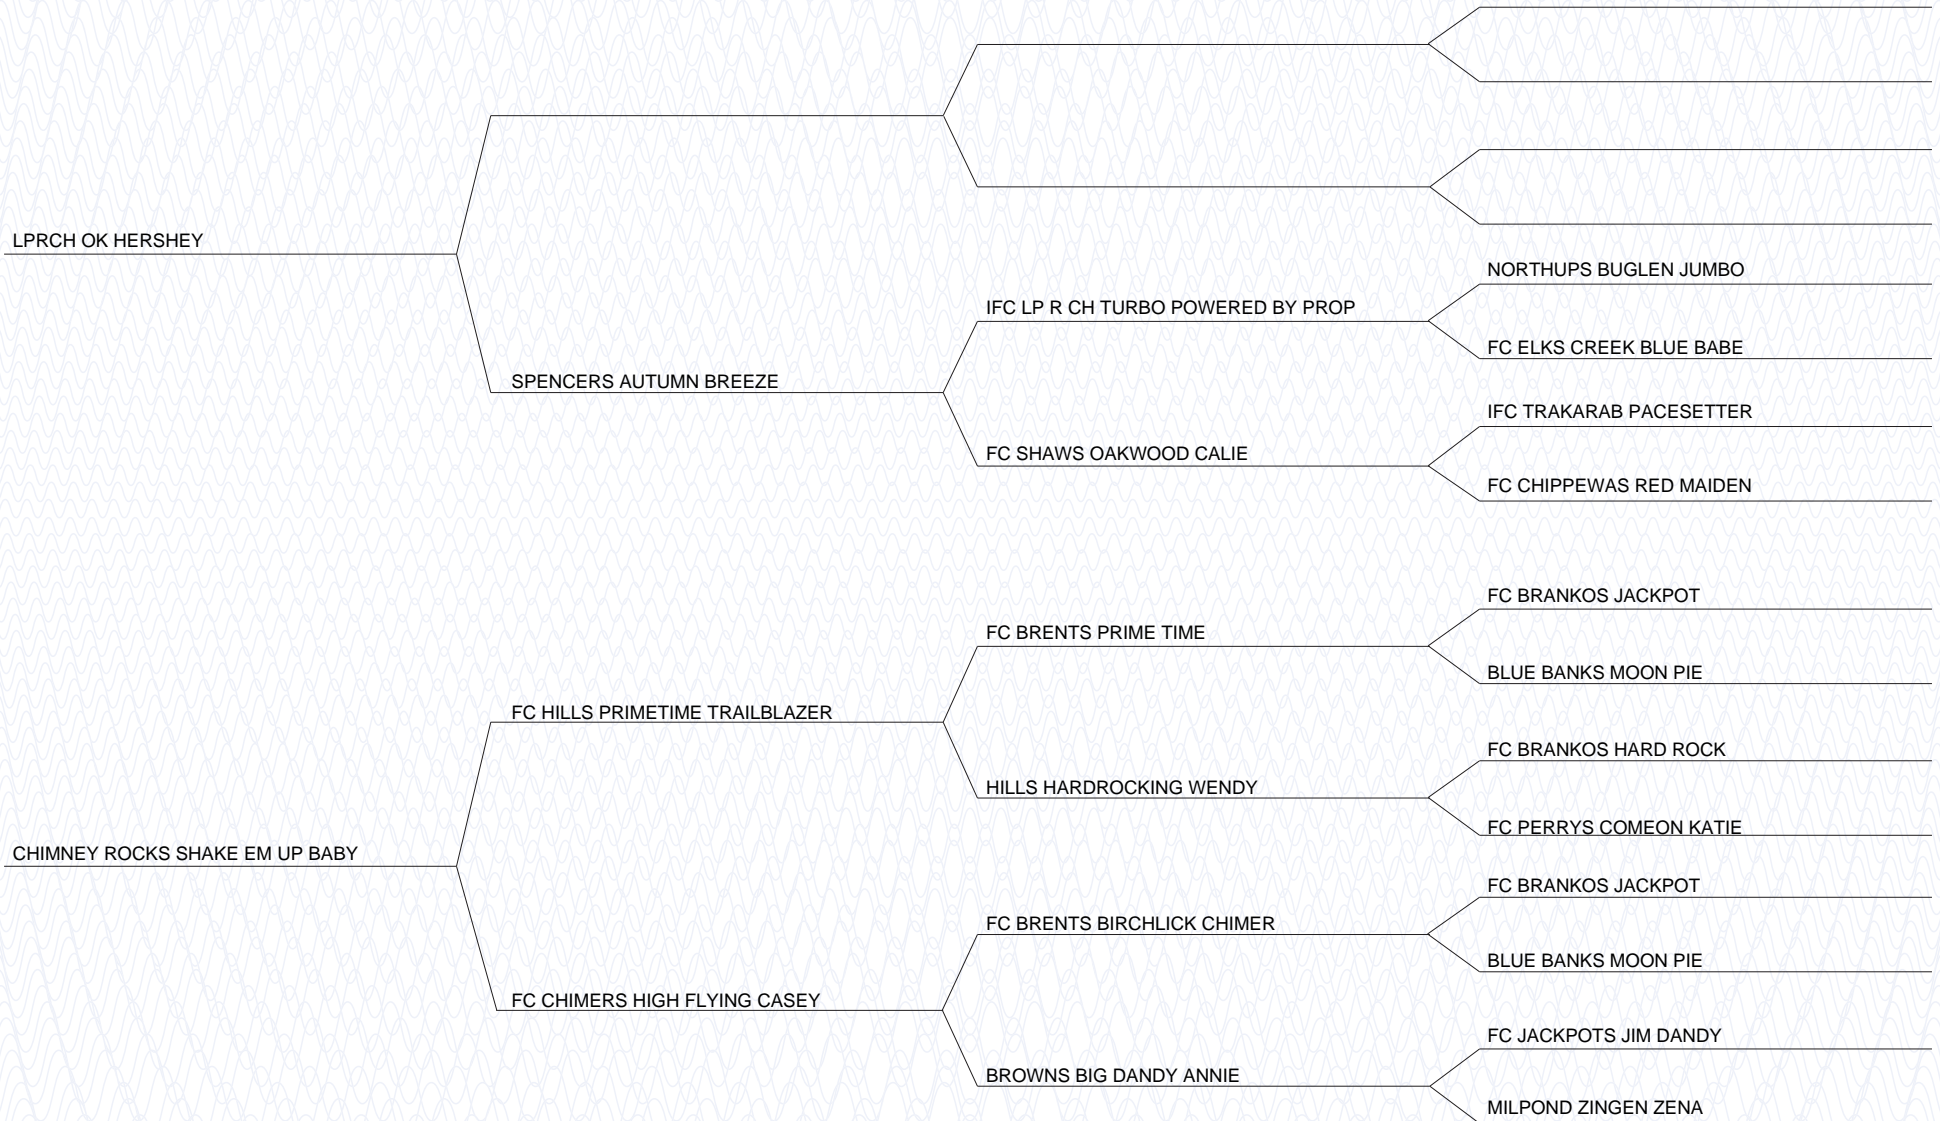 LPRCH OK HERSHEY
SPENCERS AUTUMN BREEZE
IFC LP R CH TURBO POWERED BY PROP
NORTHUPS BUGLEN JUMBO
FC ELKS CREEK BLUE BABE
FC SHAWS OAKWOOD CALIE
IFC TRAKARAB PACESETTER
FC CHIPPEWAS RED MAIDEN
CHIMNEY ROCKS SHAKE EM UP BABY
FC HILLS PRIMETIME TRAILBLAZER
FC BRENTS PRIME TIME
FC BRANKOS JACKPOT
BLUE BANKS MOON PIE
HILLS HARDROCKING WENDY
FC BRANKOS HARD ROCK
FC PERRYS COMEON KATIE
FC CHIMERS HIGH FLYING CASEY
FC BRENTS BIRCHLICK CHIMER
FC BRANKOS JACKPOT
BLUE BANKS MOON PIE
BROWNS BIG DANDY ANNIE
FC JACKPOTS JIM DANDY
MILPOND ZINGEN ZENA